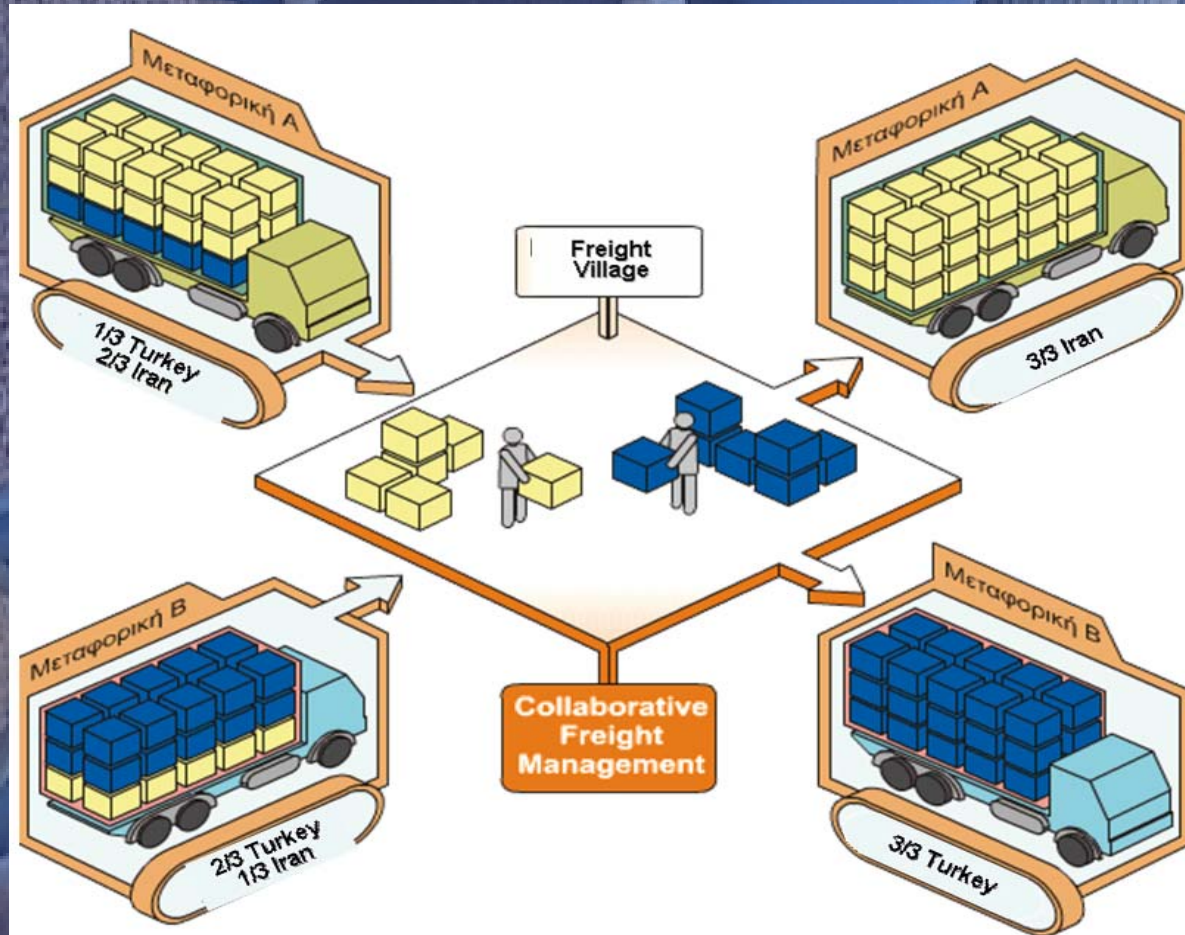 Μεταφορική Α
1/3 Turkey
2/3 Iran
Freight
Village
Μεταφορική Α
3/3 Iran
Μεταφορική Β
2/3 Turkey
1/3 Iran
Collaborative
Freight
Management
Μεταφορική Β
3/3 Turkey